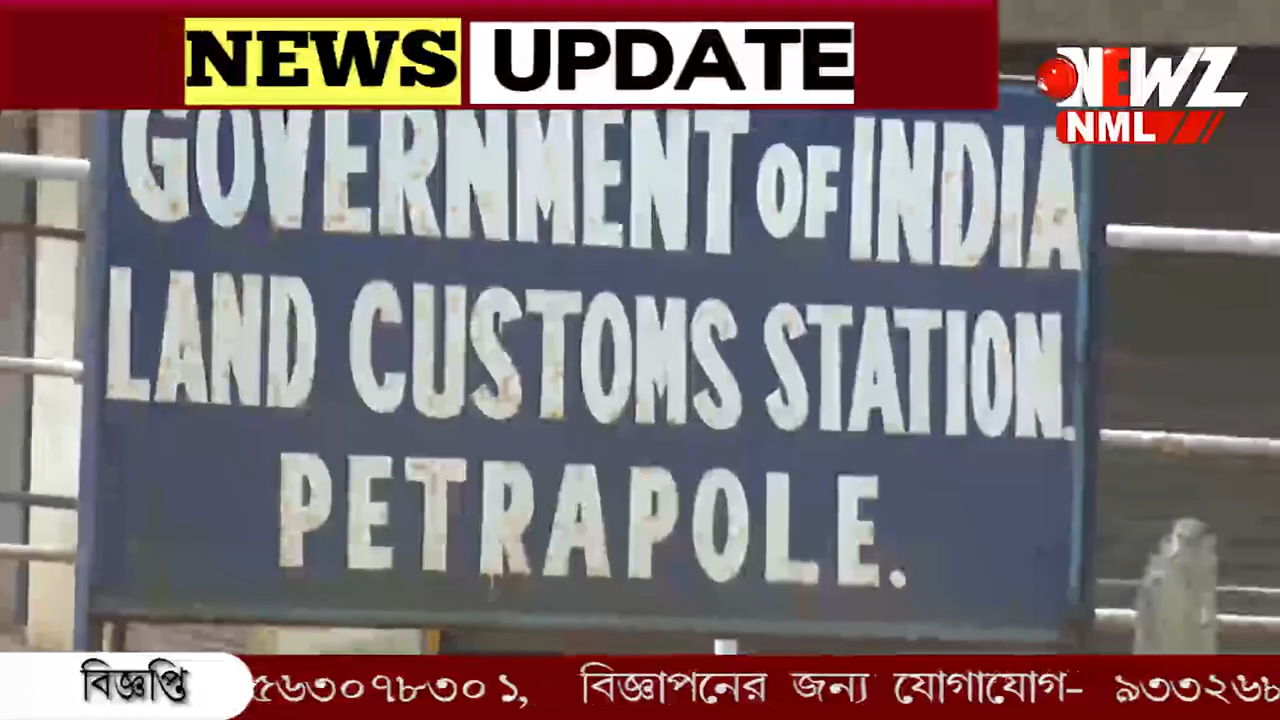 NEWS UPDATE
NEWZ
NML
GOVERNMENT OF INDIA
LAND CUSTOMS STATION.
PETRAPOLE.
বিজ্ঞপ্তি
৫৬৩০৭৮৩০১, বিজ্ঞাপনের জন্য যোগাযোগ- ৯৩৩২৬৮